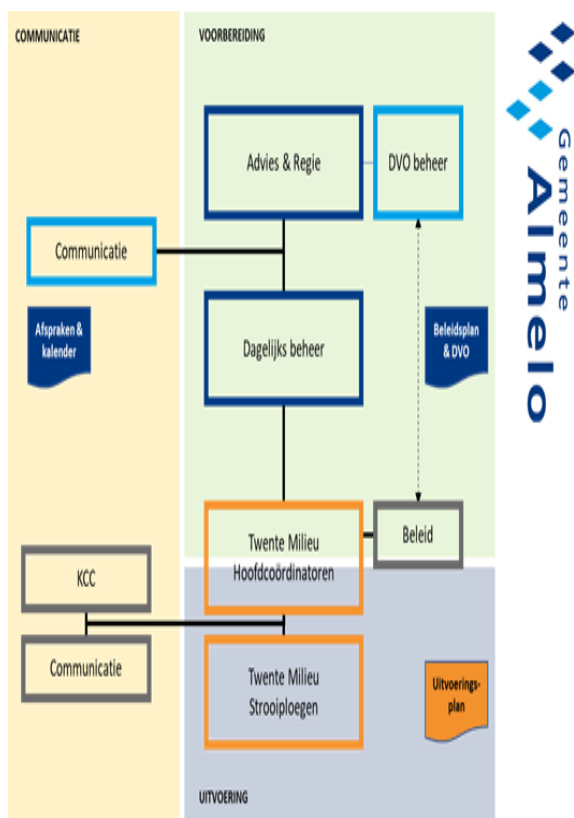 COMMUNICATIE
VOORBEREIDING
Advies & Regie
DVO beheer
Communicatie
Afspraken &
kalender
Dagelijks beheer
Beleidsplan
& DVO
Twente Milieu
Hoofdcoördinatoren
Beleid
KCC
Communicatie
Twente Milieu
Strooiploegen
Uitvoerings-
plan
UITVOERING
Gemeente
Almelo